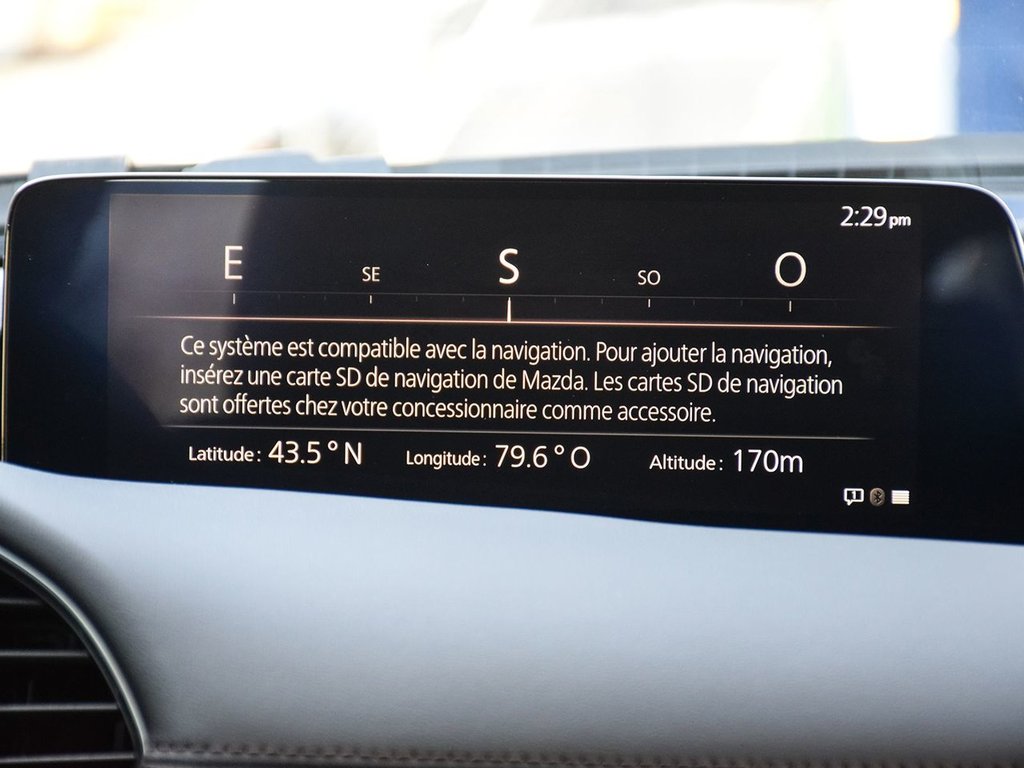 2:29pm
E SE S SO O
Ce système est compatible avec la navigation. Pour ajouter la navigation,
insérez une carte SD de navigation de Mazda. Les cartes SD de navigation
sont offertes chez votre concessionnaire comme accessoire.
Latitude: 43.5° N Longitude: 79.6° O Altitude: 170m
1